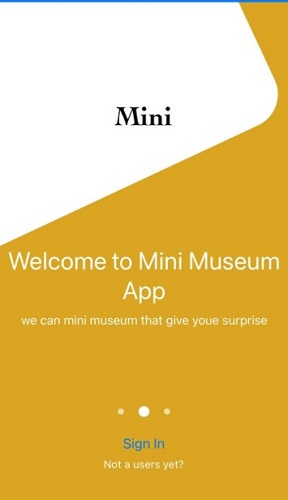 Mini
Welcome to Mini Museum
App
we can mini museum that give youe surprise
Sign In
Not a users yet?